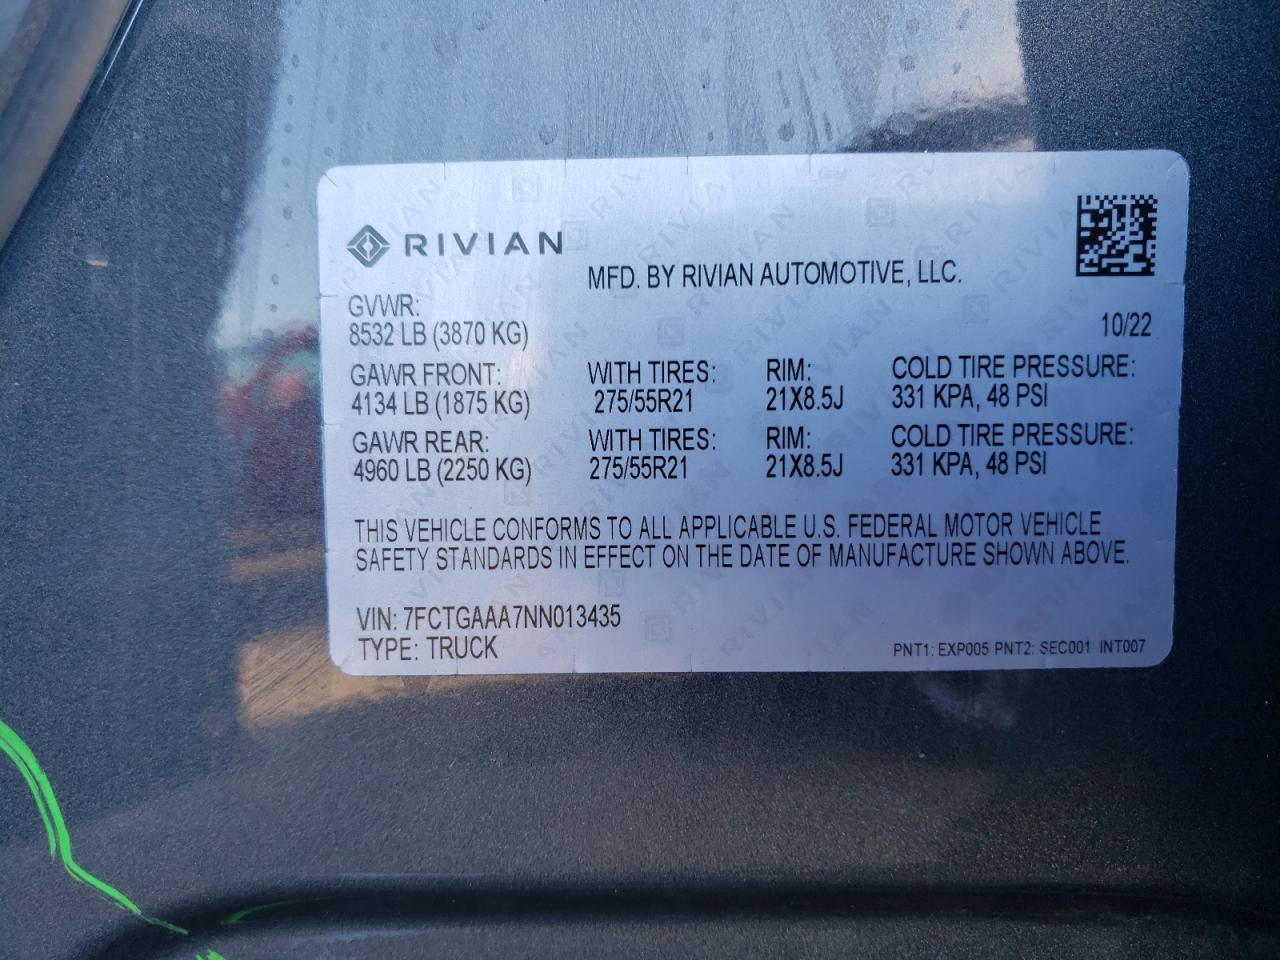 RIVIAN
MFD. BY RIVIAN AUTOMOTIVE, LLC.
GVWR:
8532 LB (3870 KG)
10/22
GAWR FRONT: WITH TIRES: RIM: COLD TIRE PRESSURE:
4134 LB (1875 KG) 275/55R21 21X8.5J 331 KPA, 48 PSI
GAWR REAR: WITH TIRES: RIM: COLD TIRE PRESSURE:
4960 LB (2250 KG) 275/55R21 21X8.5J 331 KPA, 48 PSI
THIS VEHICLE CONFORMS TO ALL APPLICABLE U.S. FEDERAL MOTOR VEHICLE
SAFETY STANDARDS IN EFFECT ON THE DATE OF MANUFACTURE SHOWN ABOVE.
VIN: 7FCTGAAA7NN013435
TYPE: TRUCK
PNT1: EXP005 PNT2: SEC001 INT007